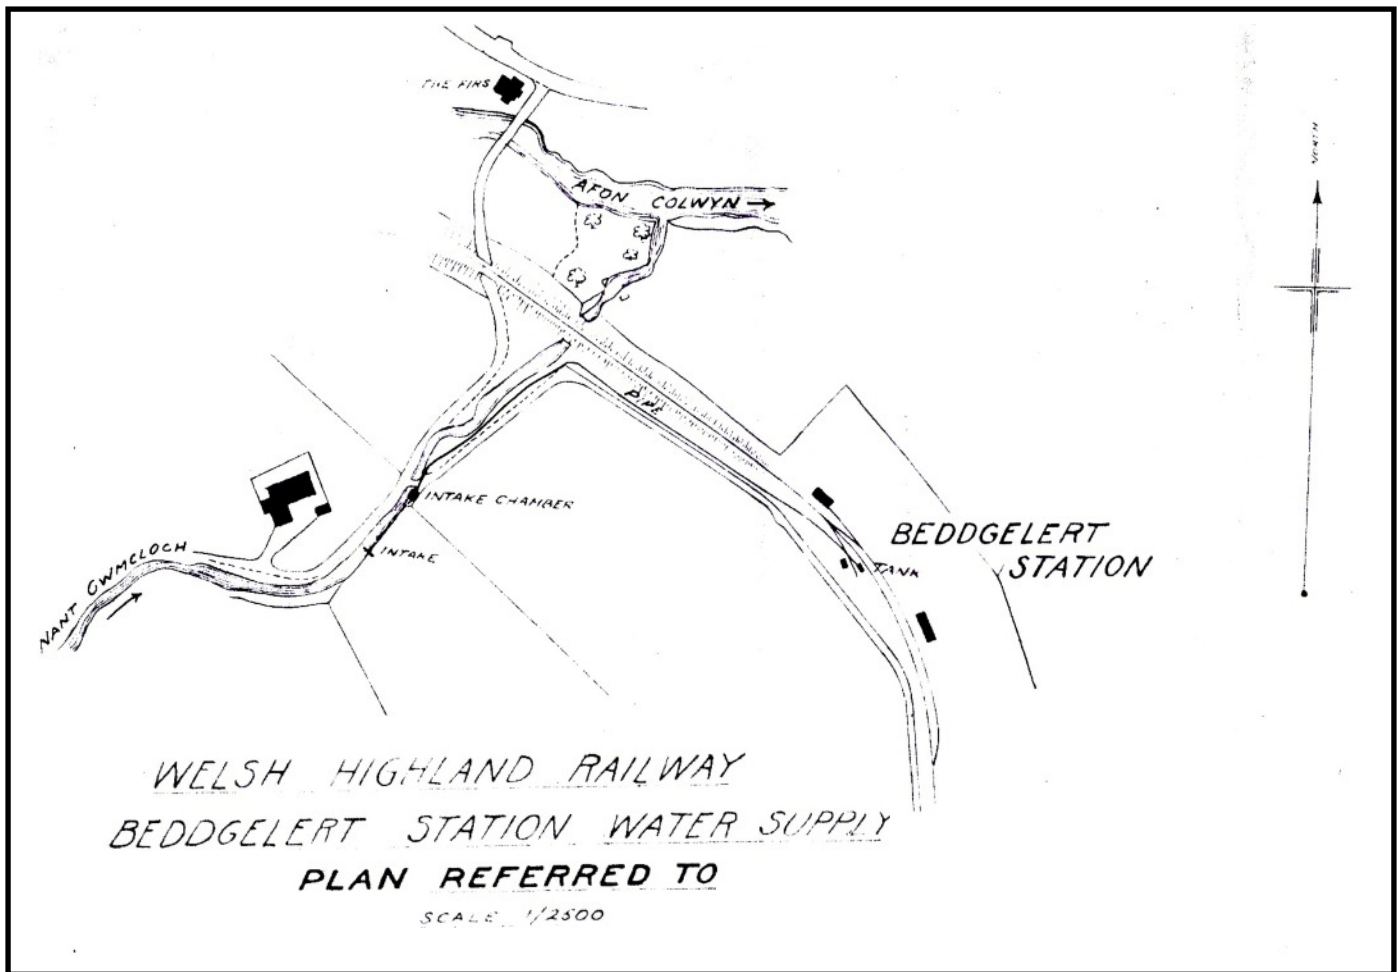 THE FIRS
NORTH
AFON COLWYN
PIPE
INTAKE CHAMBER
BEDDGELERT
STATION
INTAKE
TANK
NANT CWMCLOCH
WELSH HIGHLAND RAILWAY
BEDDGELERT STATION WATER SUPPLY
PLAN REFERRED TO
SCALE 1/2500